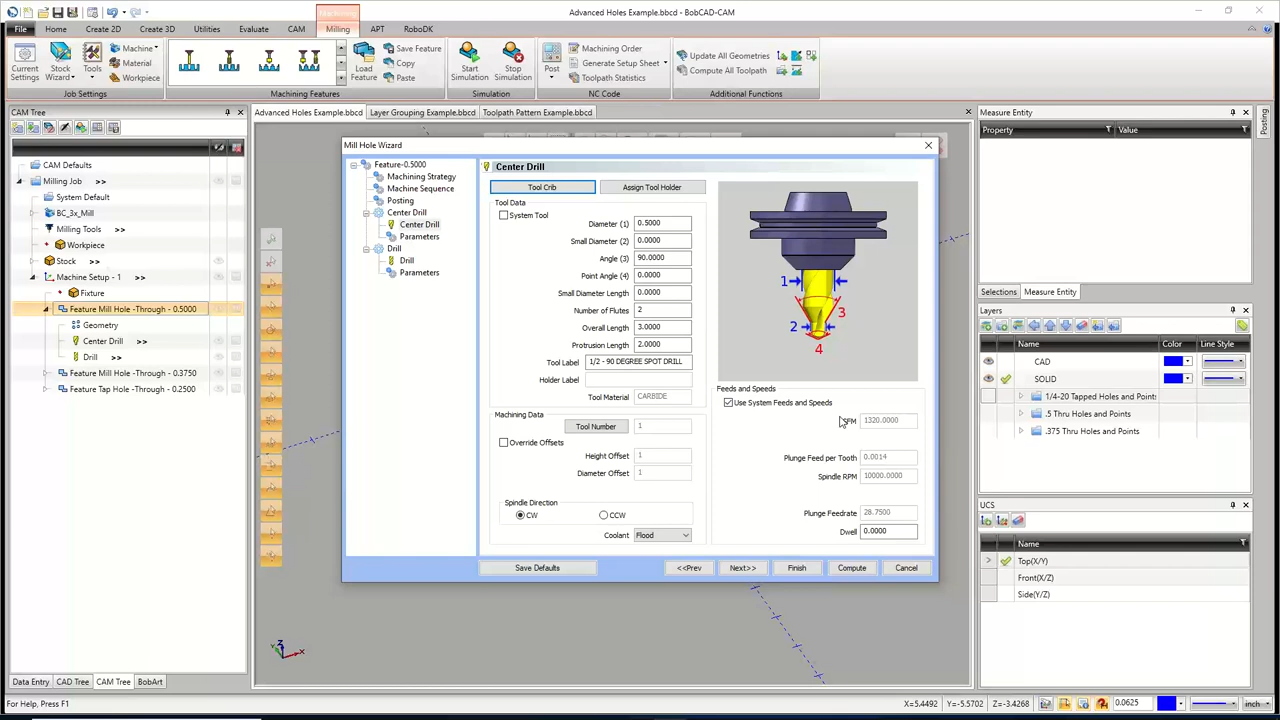 Advanced Holes Example.bbcd - BobCAD-CAM
File Home Create 2D Create 3D Utilities Evaluate CAM Milling APT RoboDK
Current Settings
Stock Wizard
Tools
Machine
Material
Workpiece
Load Feature
Save Feature
Copy
Paste
Start Simulation
Stop Simulation
Post
Machining Order
Generate Setup Sheet
Toolpath Statistics
Update All Geometries
Compute All Toolpath
Job Settings
Machining Features
Simulation
NC Code
Additional Functions
CAM Tree
Advanced Holes Example.bbcd Layer Grouping Example.bbcd Toolpath Pattern Example.bbcd
CAM Defaults
Milling Job >>
System Default
BC_3x_Mill
Milling Tools >>
Workpiece
Stock >>
Machine Setup - 1 >>
Fixture
Feature Mill Hole -Through - 0.5000
Geometry
Center Drill >>
Drill >>
Feature Mill Hole -Through - 0.3750
Feature Tap Hole -Through - 0.2500
Data Entry CAD Tree CAM Tree BobArt
Mill Hole Wizard
Feature-0.5000
Milling Strategy
Machine Sequence
Posting
Center Drill
Center Drill
Parameters
Drill
Drill
Parameters
Center Drill
Tool Crib Assign Tool Holder
Tool Data
System Tool
Diameter (1) 0.5000
Small Diameter (2) 0.0000
Angle (3) 90.0000
Point Angle (4) 0.0000
Small Diameter Length 0.0000
Number of Flutes 2
Overall Length 3.0000
Protrusion Length 2.0000
Tool Label 1/2 - 90 DEGREE SPOT DRILL
Holder Label
Tool Material CARBIDE
Machining Data
Tool Number 1
Override Offsets
Height Offset 1
Diameter Offset 1
Spindle Direction
CW CCW
Coolant Flood
1
3
2
4
Feeds and Speeds
Use System Feeds and Speeds
1320.0000
Plunge Feed per Tooth 0.0014
Spindle RPM 10000.0000
Plunge Feedrate 28.7500
Dwell 0.0000
Save Defaults <<Prev Next>> Finish Compute Cancel
Measure Entity
Property Value
Selections Measure Entity
Posting
Layers
Name Color Line Style
CAD
SOLID
1/4-20 Tapped Holes and Points
.5 Thru Holes and Points
.375 Thru Holes and Points
UCS
Name
Top(X/Y)
Front(X/Z)
Side(Y/Z)
Z
X
For Help, Press F1
X=5.4492 Y=-5.5702 Z=-3.4268 0.0625 inch